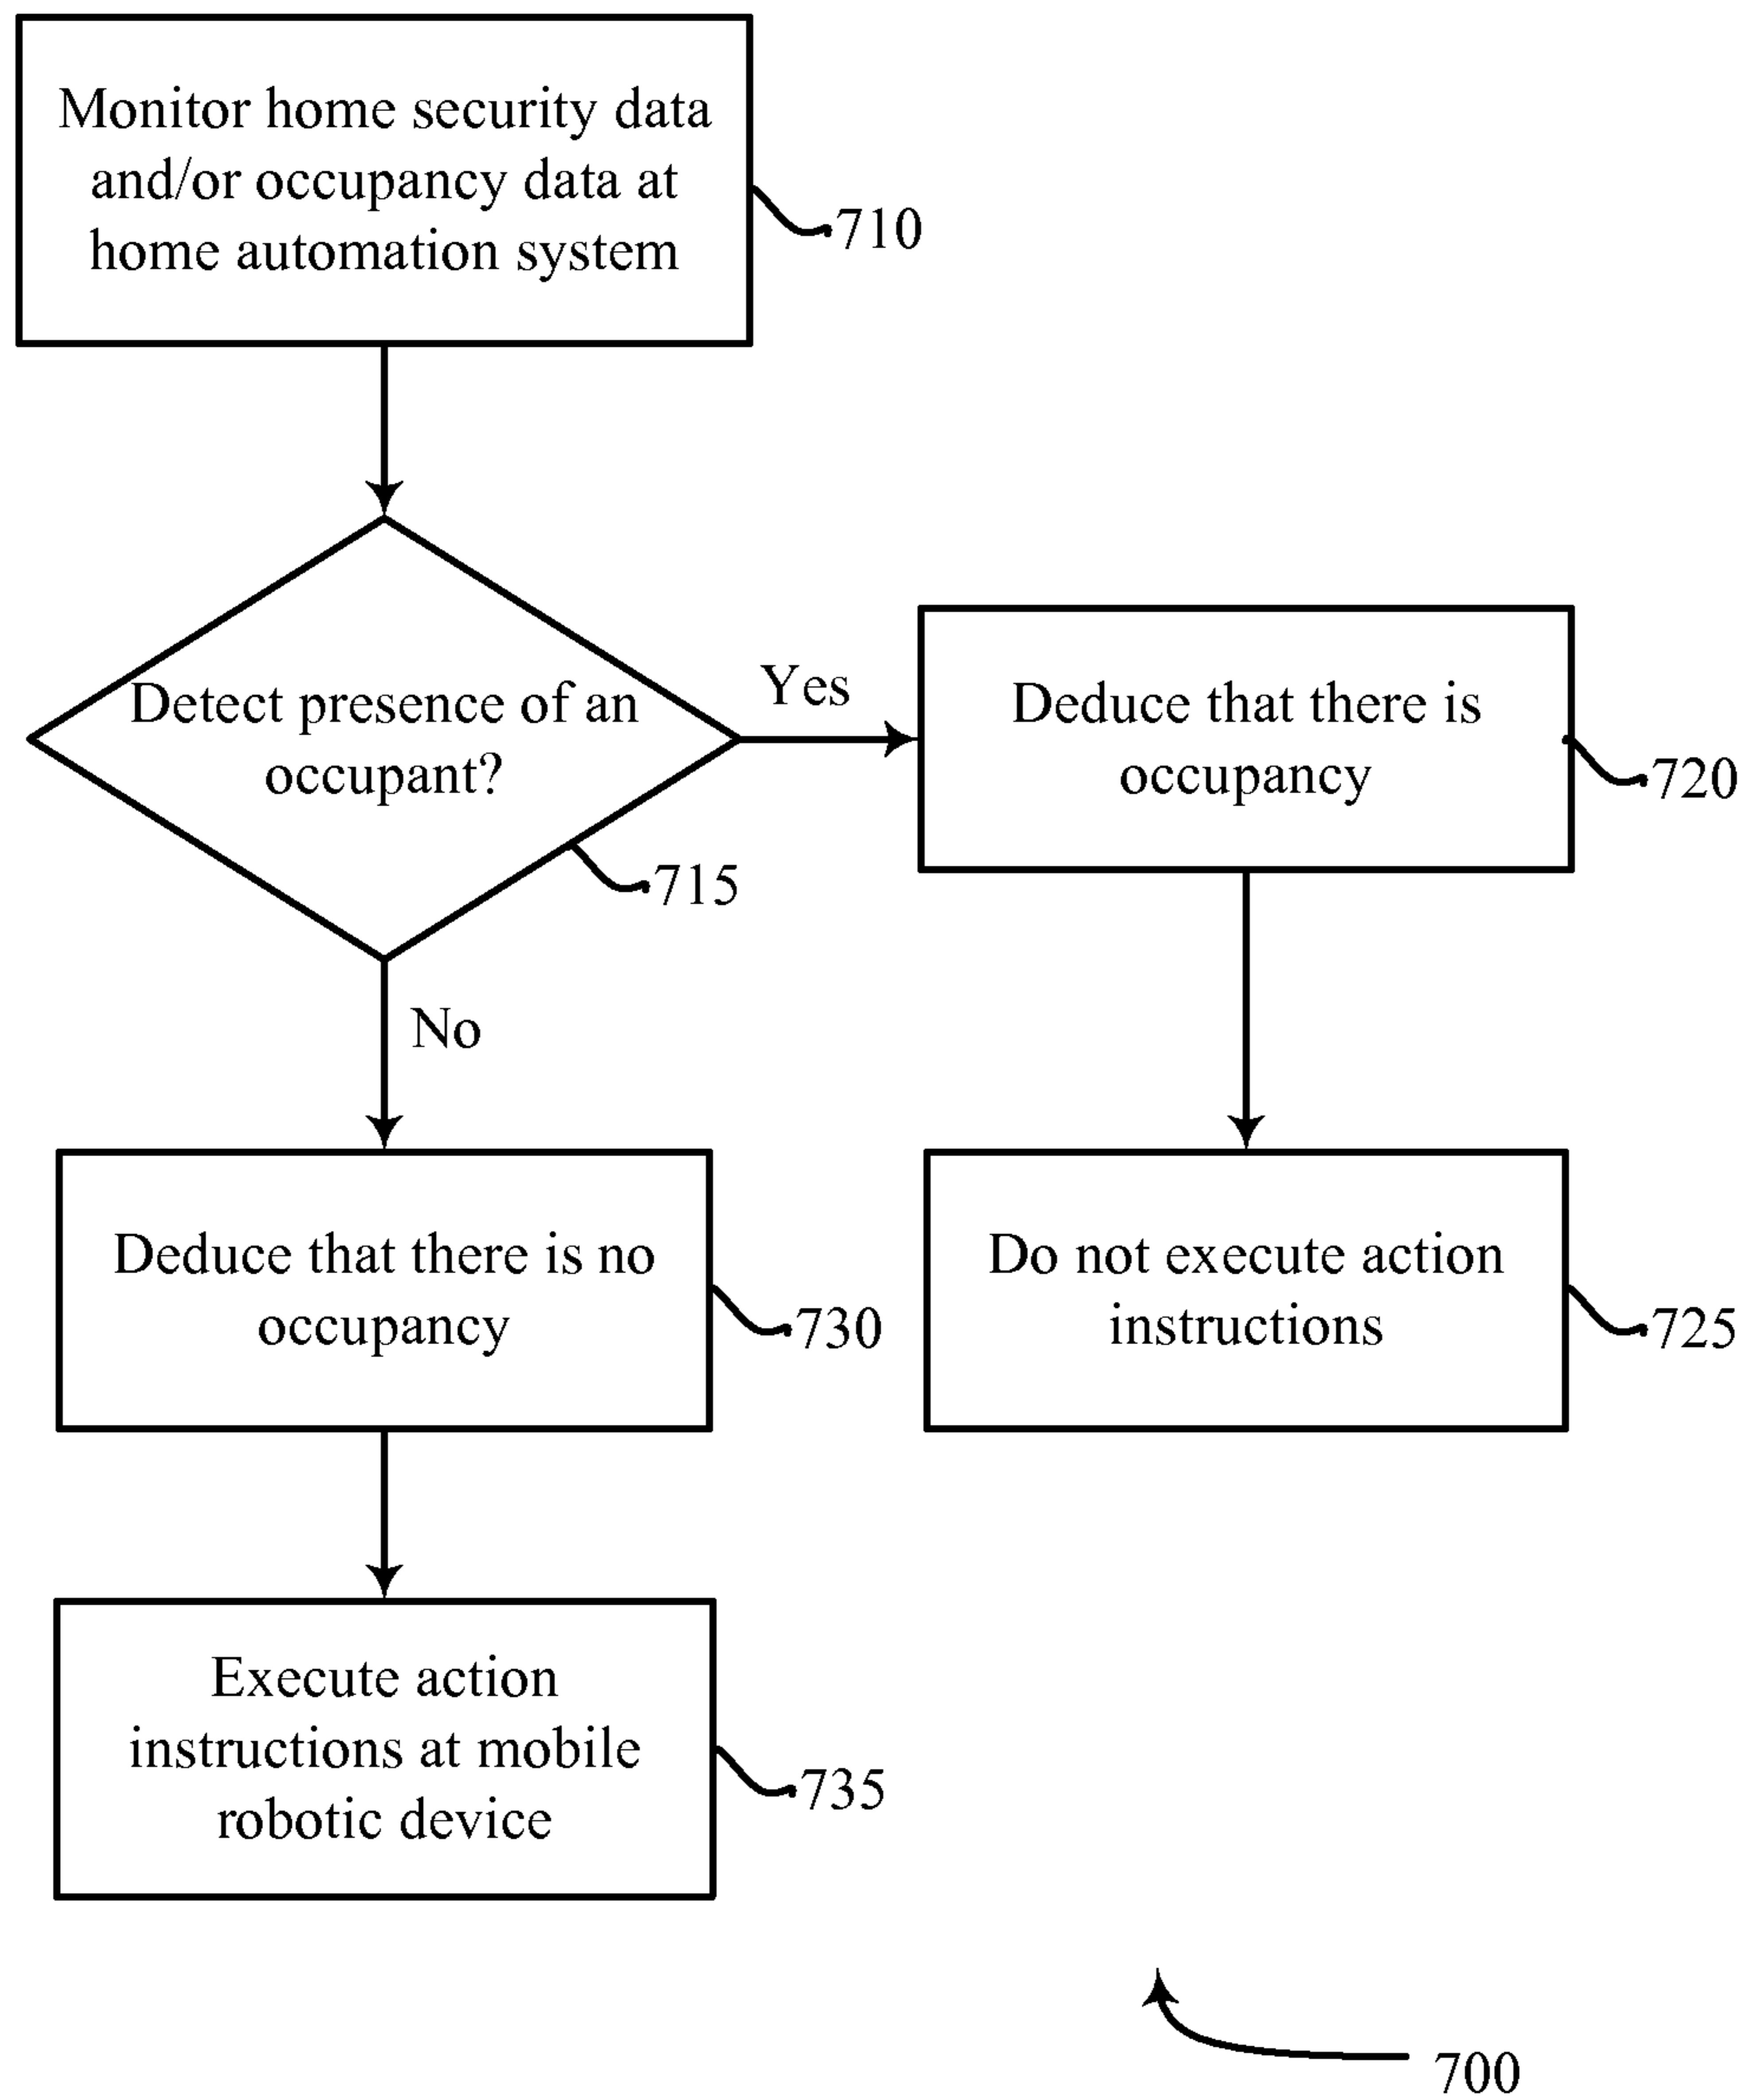 Monitor home security data
and/or occupancy data at
home automation system
710
Detect presence of an
occupant?
715
Yes
Deduce that there is
occupancy
720
No
Deduce that there is no
occupancy
730
Do not execute action
instructions
725
Execute action
instructions at mobile
robotic device
735
700